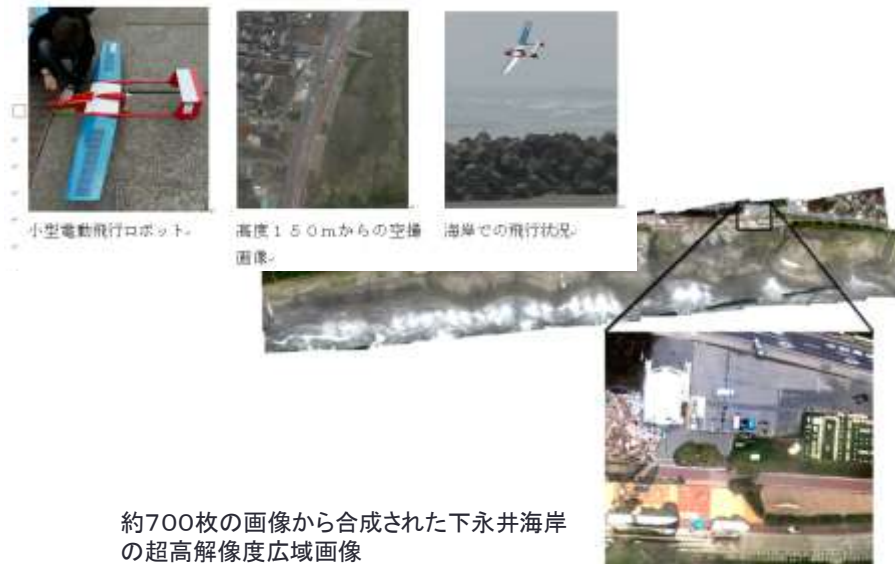 小型電動飛行ロボット
高度150mからの空撮
画像
海岸での飛行状況
約700枚の画像から合成された下永井海岸
の超高解像度広域画像